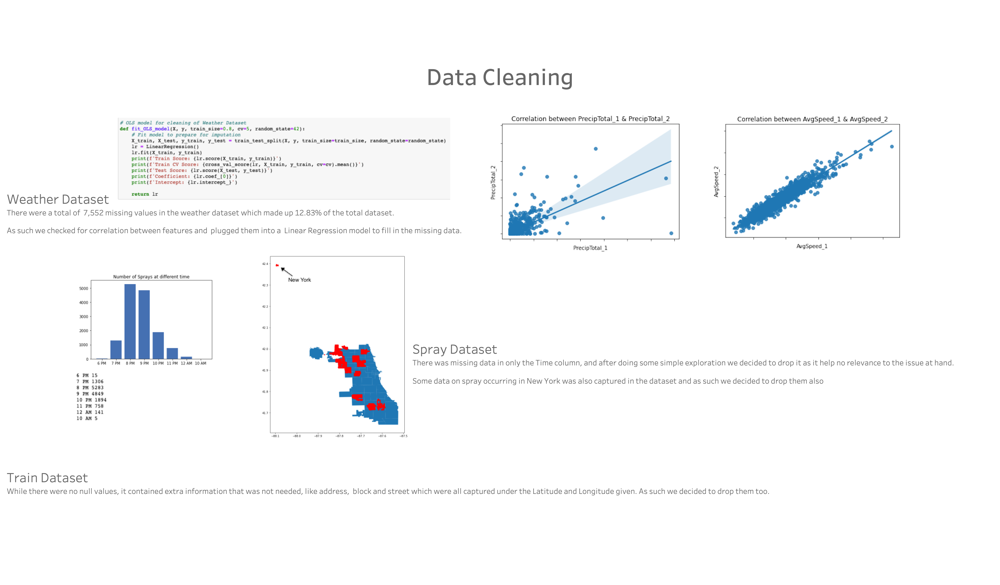 Data Cleaning
# OLS model for cleaning of Weather Dataset
def fit_OLS_model(X, y, train_size=0.8, cv=5, random_state=42):
    # Fit model to prepare for imputation
    X_train, X_test, y_train, y_test = train_test_split(X, y, train_size=train_size, random_state=random_state)
    lr = LinearRegression()
    lr.fit(X_train, y_train)
    print(f'Train Score: {lr.score(X_train, y_train)}')
    print(f'Train CV Score: {cross_val_score(lr, X_train, y_train, cv=cv).mean()}')
    print(f'Test Score: {lr.score(X_test, y_test)}')
    print(f'Coefficient: {lr.coef_[0]}')
    print(f'Intercept: {lr.intercept_}')
    return lr
Correlation between PrecipTotal_1 & PrecipTotal_2
PrecipTotal_2
PrecipTotal_1
Correlation between AvgSpeed_1 & AvgSpeed_2
AvgSpeed_2
AvgSpeed_1
Weather Dataset
There were a total of  7,552 missing values in the weather dataset which made up 12.83% of the total dataset.
As such we checked for correlation between features and  plugged them into a  Linear Regression model to fill in the missing data.
Number of Sprays at different time
5000
4000
3000
2000
1000
0
6 PM 7 PM 8 PM 9 PM 10 PM 11 PM 12 AM 10 AM
6 PM 15
7 PM 1306
8 PM 5283
9 PM 4849
10 PM 1894
11 PM 758
12 AM 141
10 AM 5
New York
42.4
42.3
42.2
42.1
42.0
41.9
41.8
41.7
−88.1 −88.0 −87.9 −87.8 −87.7 −87.6 −87.5
Spray Dataset
There was missing data in only the Time column, and after doing some simple exploration we decided to drop it as it help no relevance to the issue at hand.
Some data on spray occurring in New York was also captured in the dataset and as such we decided to drop them also
Train Dataset
While there were no null values, it contained extra information that was not needed, like address,  block and street which were all captured under the Latitude and Longitude given. As such we decided to drop them too.